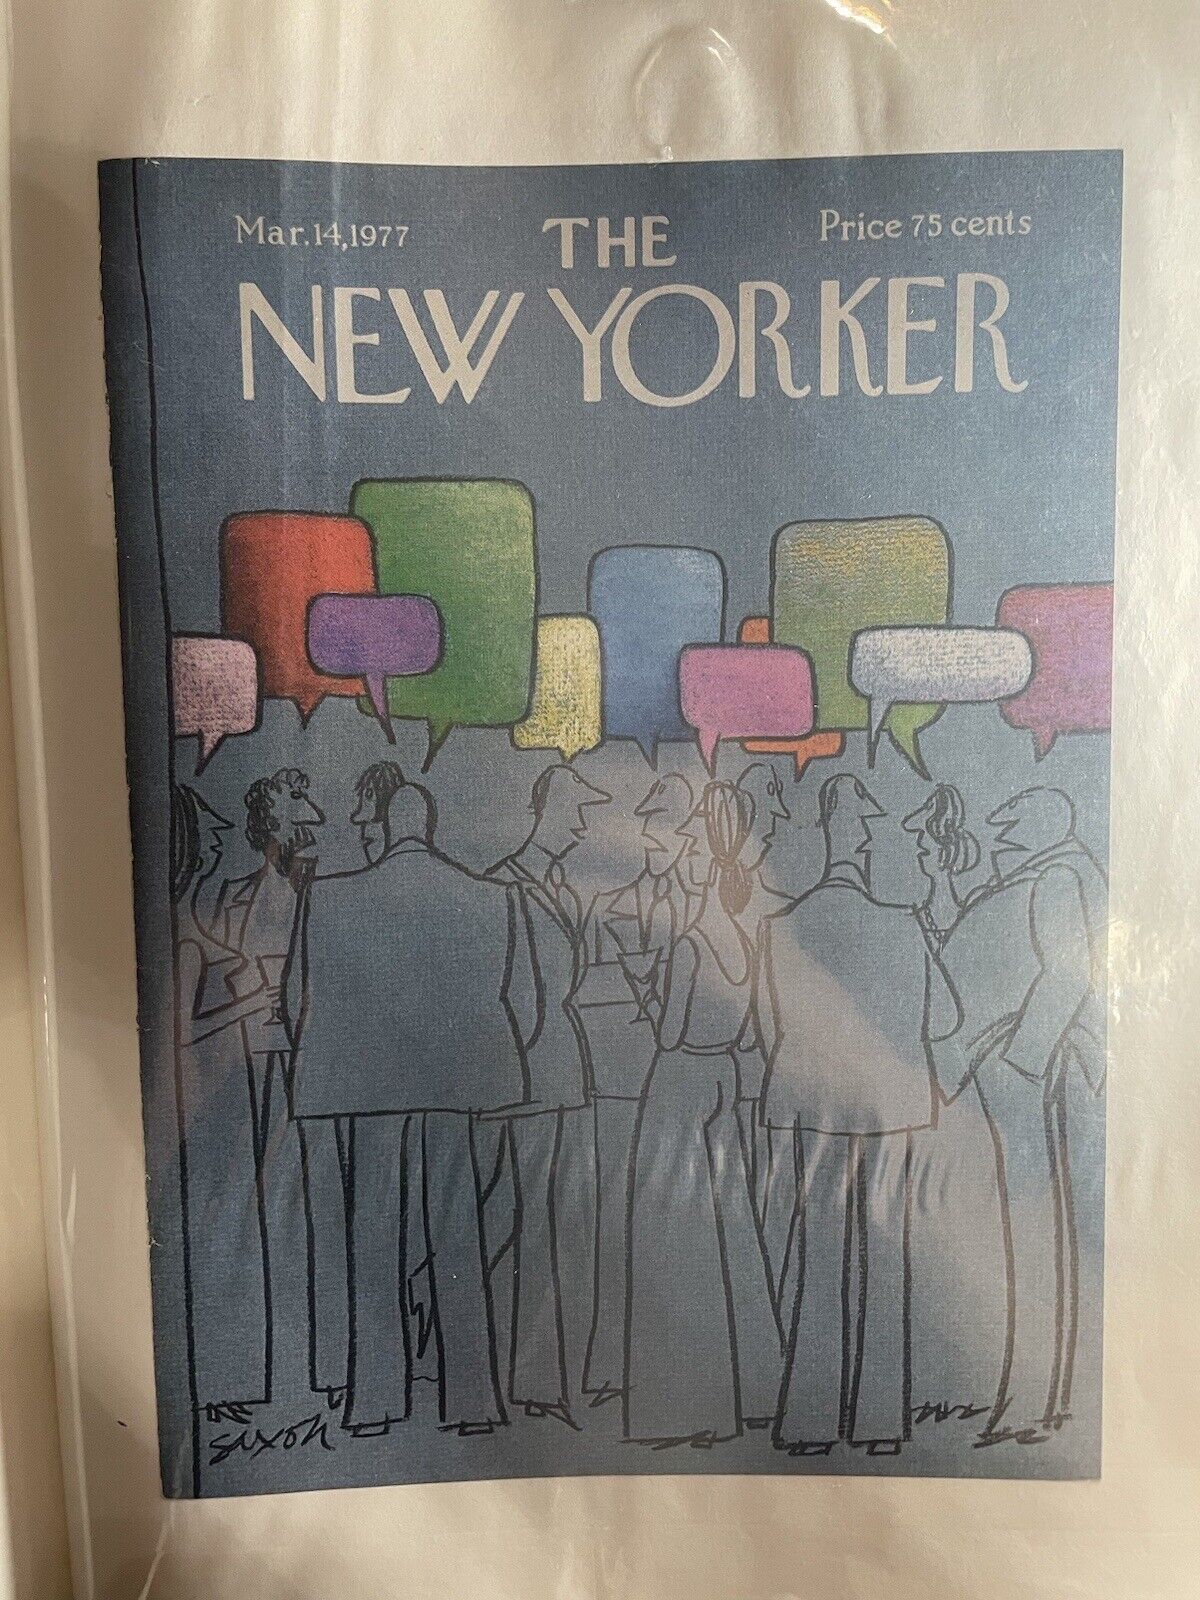 Mar.14,1977
THE
Price 75 cents
NEW YORKER
saxon